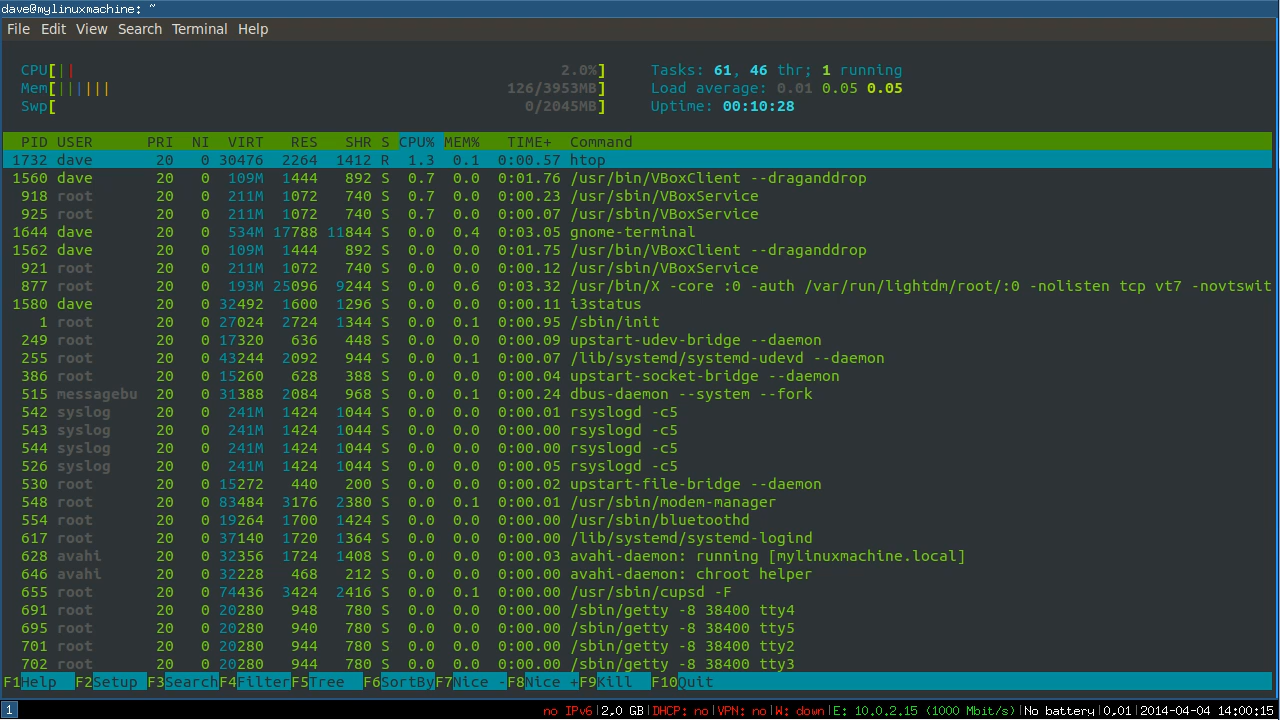 dave@mylinuxmachine: ~
File Edit View Search Terminal Help
CPU[|| 2.0%] Tasks: 61, 46 thr; 1 running
Mem[|||||| 126/3953MB] Load average: 0.01 0.05 0.05
Swp[ 0/2045MB] Uptime: 00:10:28
PID USER PRI NI VIRT RES SHR S CPU% MEM% TIME+ Command
1732 dave 20 0 30476 2264 1412 R 1.3 0.1 0:00.57 htop
1560 dave 20 0 109M 1444 892 S 0.7 0.0 0:01.76 /usr/bin/VBoxClient --draganddrop
918 root 20 0 211M 1072 740 S 0.7 0.0 0:00.23 /usr/sbin/VBoxService
925 root 20 0 211M 1072 740 S 0.7 0.0 0:00.07 /usr/sbin/VBoxService
1644 dave 20 0 534M 17788 11844 S 0.0 0.4 0:03.05 gnome-terminal
1562 dave 20 0 109M 1444 892 S 0.0 0.0 0:01.75 /usr/bin/VBoxClient --draganddrop
921 root 20 0 211M 1072 740 S 0.0 0.0 0:00.12 /usr/sbin/VBoxService
877 root 20 0 193M 25096 9244 S 0.0 0.6 0:03.32 /usr/bin/X -core :0 -auth /var/run/lightdm/root/:0 -nolisten tcp vt7 -novtswit
1580 dave 20 0 32492 1600 1296 S 0.0 0.0 0:00.11 i3status
1 root 20 0 27024 2724 1344 S 0.0 0.1 0:00.95 /sbin/init
249 root 20 0 17320 636 448 S 0.0 0.0 0:00.09 upstart-udev-bridge --daemon
255 root 20 0 43244 2092 944 S 0.0 0.1 0:00.07 /lib/systemd/systemd-udevd --daemon
386 root 20 0 15260 628 388 S 0.0 0.0 0:00.04 upstart-socket-bridge --daemon
515 messagebu 20 0 31388 2084 968 S 0.0 0.1 0:00.24 dbus-daemon --system --fork
542 syslog 20 0 241M 1424 1044 S 0.0 0.0 0:00.01 rsyslogd -c5
543 syslog 20 0 241M 1424 1044 S 0.0 0.0 0:00.00 rsyslogd -c5
544 syslog 20 0 241M 1424 1044 S 0.0 0.0 0:00.00 rsyslogd -c5
526 syslog 20 0 241M 1424 1044 S 0.0 0.0 0:00.05 rsyslogd -c5
530 root 20 0 15272 440 200 S 0.0 0.0 0:00.02 upstart-file-bridge --daemon
548 root 20 0 83484 3176 2380 S 0.0 0.1 0:00.01 /usr/sbin/modem-manager
554 root 20 0 19264 1700 1424 S 0.0 0.0 0:00.00 /usr/sbin/bluetoothd
617 root 20 0 37140 1720 1364 S 0.0 0.0 0:00.00 /lib/systemd/systemd-logind
628 avahi 20 0 32356 1724 1408 S 0.0 0.0 0:00.03 avahi-daemon: running [mylinuxmachine.local]
646 avahi 20 0 32228 468 212 S 0.0 0.0 0:00.00 avahi-daemon: chroot helper
655 root 20 0 74436 3424 2416 S 0.0 0.1 0:00.00 /usr/sbin/cupsd -F
691 root 20 0 20280 948 780 S 0.0 0.0 0:00.00 /sbin/getty -8 38400 tty4
695 root 20 0 20280 940 780 S 0.0 0.0 0:00.00 /sbin/getty -8 38400 tty5
701 root 20 0 20280 944 780 S 0.0 0.0 0:00.00 /sbin/getty -8 38400 tty2
702 root 20 0 20280 944 780 S 0.0 0.0 0:00.00 /sbin/getty -8 38400 tty3
F1Help F2Setup F3SearchF4FilterF5Tree F6SortByF7Nice -F8Nice +F9Kill F10Quit
1 no IPv6|2,0 GB|DHCP: no|VPN: no|W: down|E: 10.0.2.15 (1000 Mbit/s)|No battery|0,01|2014-04-04 14:00:15